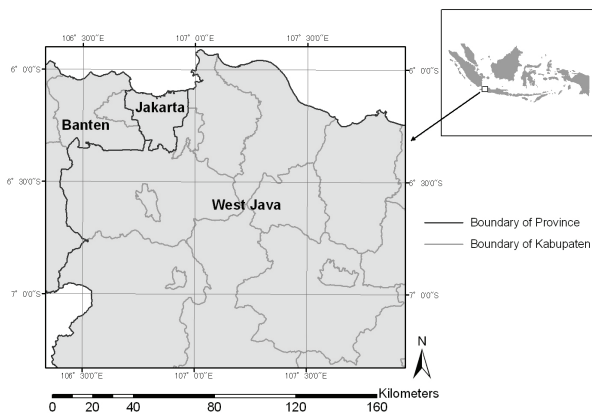 106° 30'0"E 107° 0'0"E 107° 30'0"E
6° 0'0"S 6° 0'0"S
Jakarta
Banten
6° 30'0"S 6° 30'0"S
West Java
Boundary of Province
Boundary of Kabupaten
7° 0'0"S 7° 0'0"S
N
106° 30'0"E 107° 0'0"E 107° 30'0"E
Kilometers
0 20 40 80 120 160